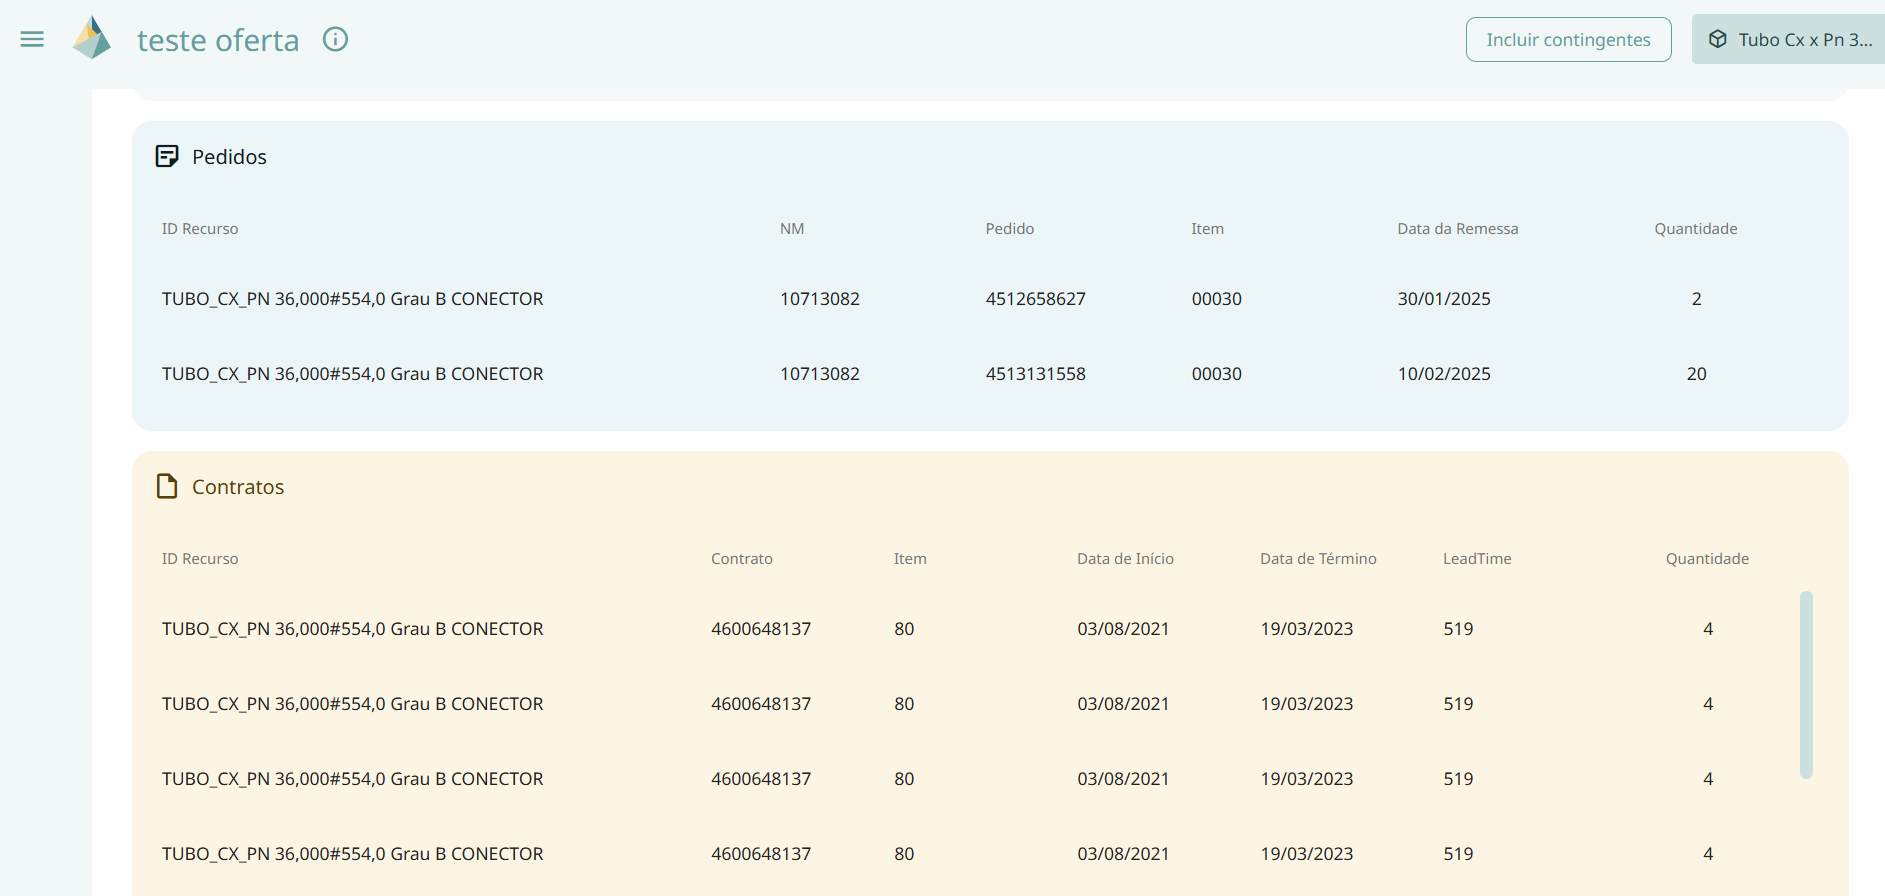 teste oferta
Incluir contingentes
Tubo Cx x Pn 3...
Pedidos
ID Recurso NM Pedido Item Data da Remessa Quantidade
TUBO_CX_PN 36,000#554,0 Grau B CONECTOR 10713082 4512658627 00030 30/01/2025 2
TUBO_CX_PN 36,000#554,0 Grau B CONECTOR 10713082 4513131558 00030 10/02/2025 20
Contratos
ID Recurso Contrato Item Data de Início Data de Término LeadTime Quantidade
TUBO_CX_PN 36,000#554,0 Grau B CONECTOR 4600648137 80 03/08/2021 19/03/2023 519 4
TUBO_CX_PN 36,000#554,0 Grau B CONECTOR 4600648137 80 03/08/2021 19/03/2023 519 4
TUBO_CX_PN 36,000#554,0 Grau B CONECTOR 4600648137 80 03/08/2021 19/03/2023 519 4
TUBO_CX_PN 36,000#554,0 Grau B CONECTOR 4600648137 80 03/08/2021 19/03/2023 519 4